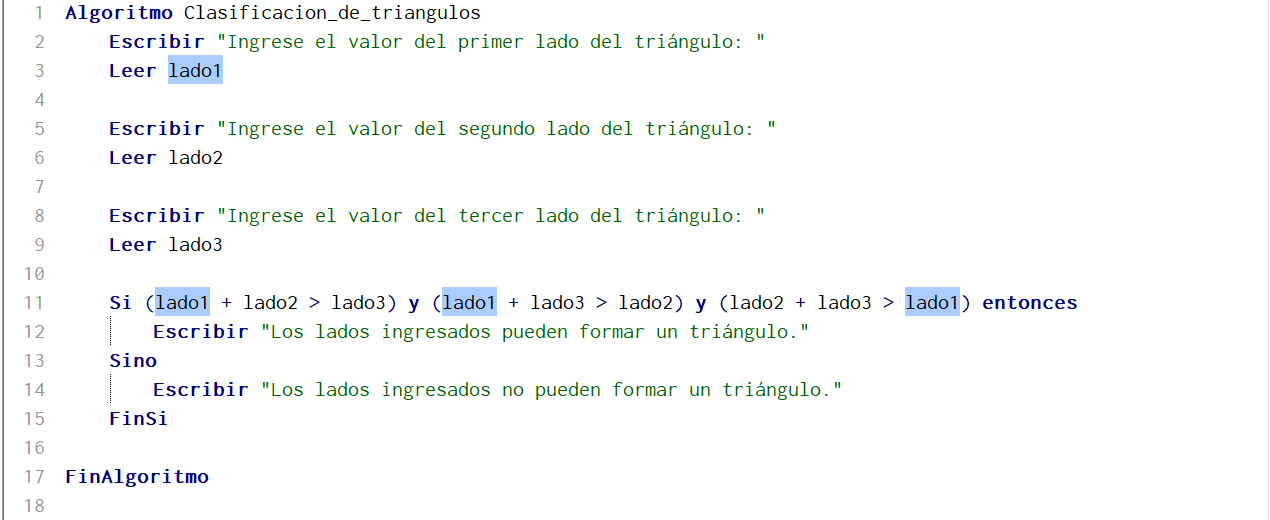 1 Algoritmo Clasificacion_de_triangulos
2 Escribir "Ingrese el valor del primer lado del triángulo: "
3 Leer lado1
4
5 Escribir "Ingrese el valor del segundo lado del triángulo: "
6 Leer lado2
7
8 Escribir "Ingrese el valor del tercer lado del triángulo: "
9 Leer lado3
10
11 Si (lado1 + lado2 > lado3) y (lado1 + lado3 > lado2) y (lado2 + lado3 > lado1) entonces
12 Escribir "Los lados ingresados pueden formar un triángulo."
13 Sino
14 Escribir "Los lados ingresados no pueden formar un triángulo."
15 FinSi
16
17 FinAlgoritmo
18